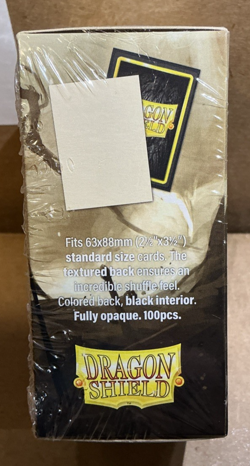 DRAGON
SHIELD
Fits 63x88mm (2½"x3½")
standard size cards. The
textured back ensures an
incredible shuffle feel.
Colored back, black interior.
Fully opaque. 100pcs.
DRAGON
SHIELD